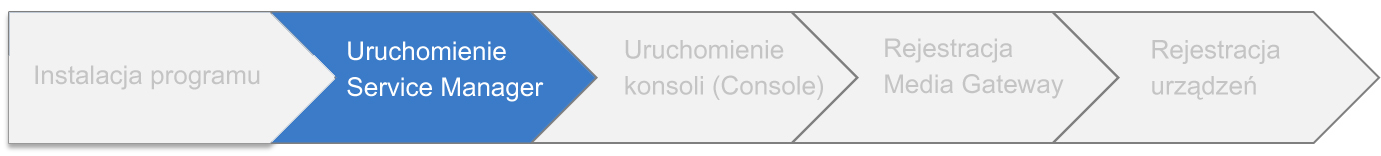 Instalacja programu
Uruchomienie
Service Manager
Uruchomienie
konsoli (Console)
Rejestracja
Media Gateway
Rejestracja
urządzeń